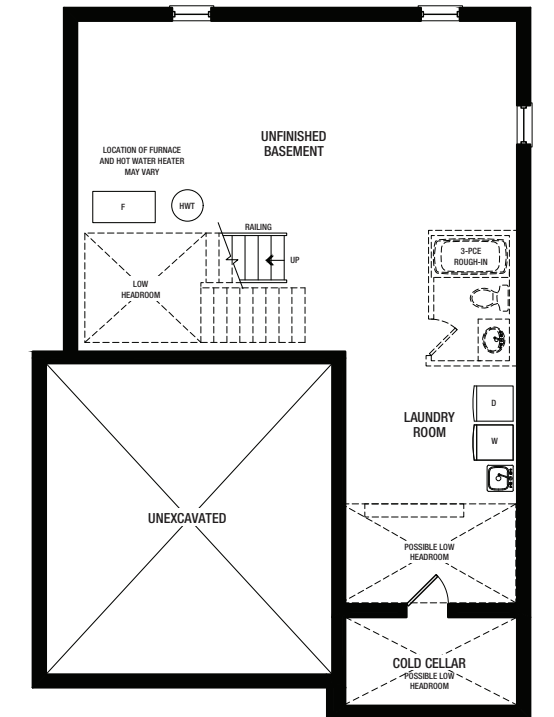 UNFINISHED
BASEMENT
LOCATION OF FURNACE
AND HOT WATER HEATER
MAY VARY
F
HWT
RAILING
UP
LOW
HEADROOM
3-PCE
ROUGH-IN
D
LAUNDRY
ROOM
W
UNEXCAVATED
POSSIBLE LOW
HEADROOM
COLD CELLAR
POSSIBLE LOW
HEADROOM